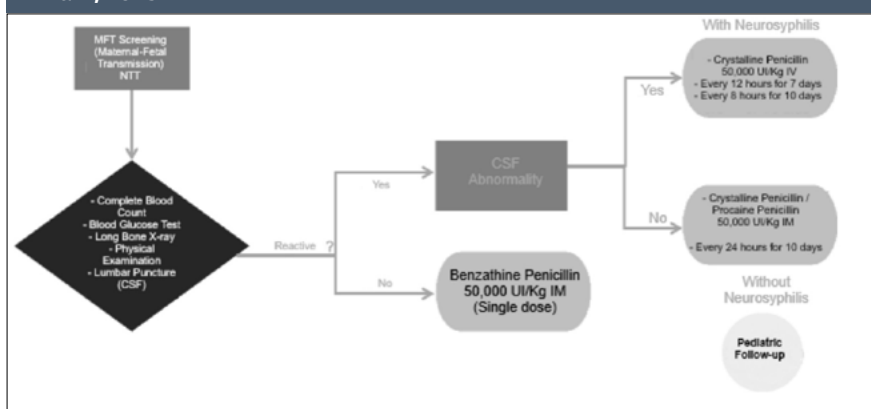 MFT Screening
(Maternal-Fetal
Transmission)
NTT
- Complete Blood
Count
- Blood Glucose Test
- Long Bone X-ray
- Physical
Examination
- Lumbar Puncture
(CSF)
Reactive ?
Yes
No
CSF
Abnormality
Benzathine Penicillin
50,000 UI/Kg IM
(Single dose)
Yes
No
With Neurosyphilis
- Crystalline Penicillin
50,000 UI/Kg IV
- Every 12 hours for 7 days
- Every 8 hours for 10 days
- Crystalline Penicillin /
Procaine Penicillin
50,000 UI/Kg IM
- Every 24 hours for 10 days
Without
Neurosyphilis
Pediatric
Follow-up